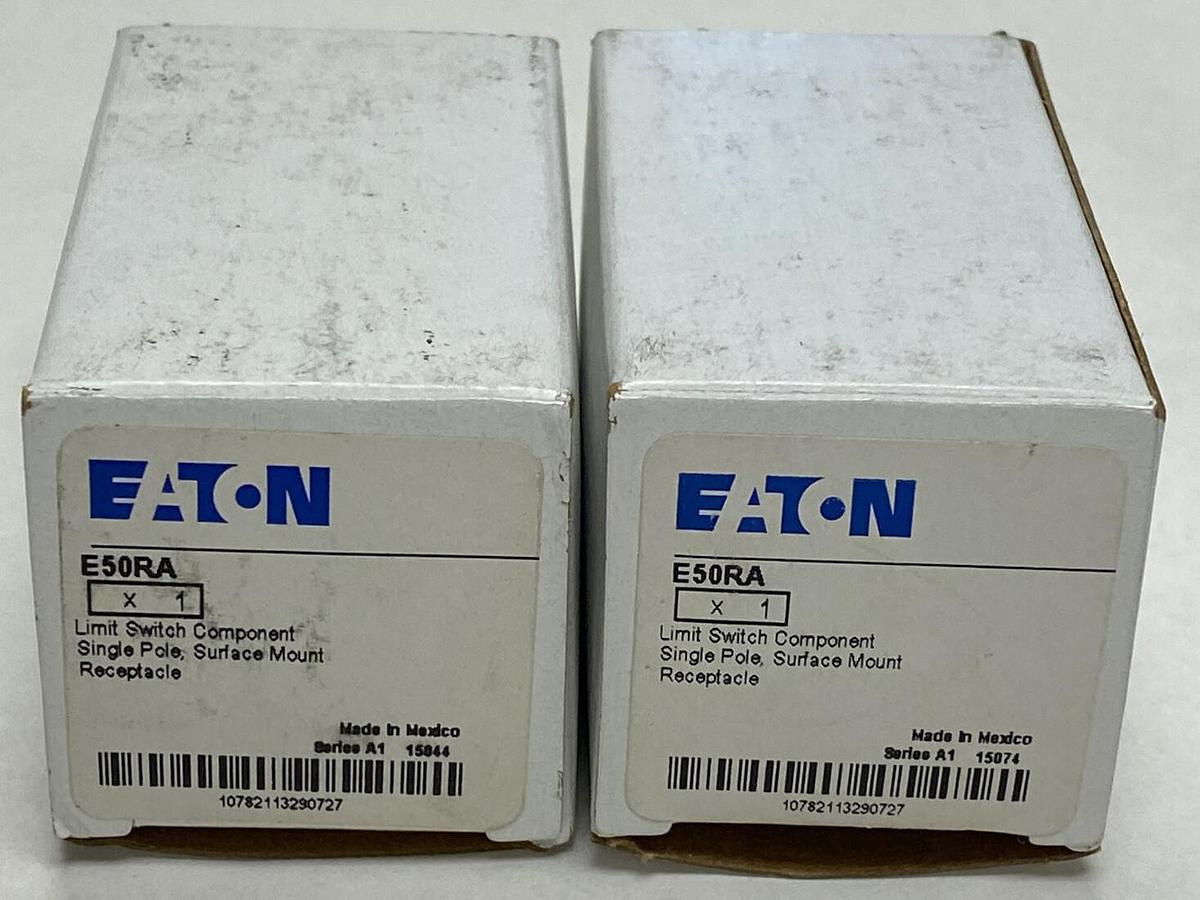 EATON
E50RA
X 1
Limit Switch Component
Single Pole, Surface Mount
Receptacle
Made In Mexico
Series A1 15044
10782113290727
EATON
E50RA
X 1
Limit Switch Component
Single Pole, Surface Mount
Receptacle
Made In Mexico
Series A1 15074
10782113290727